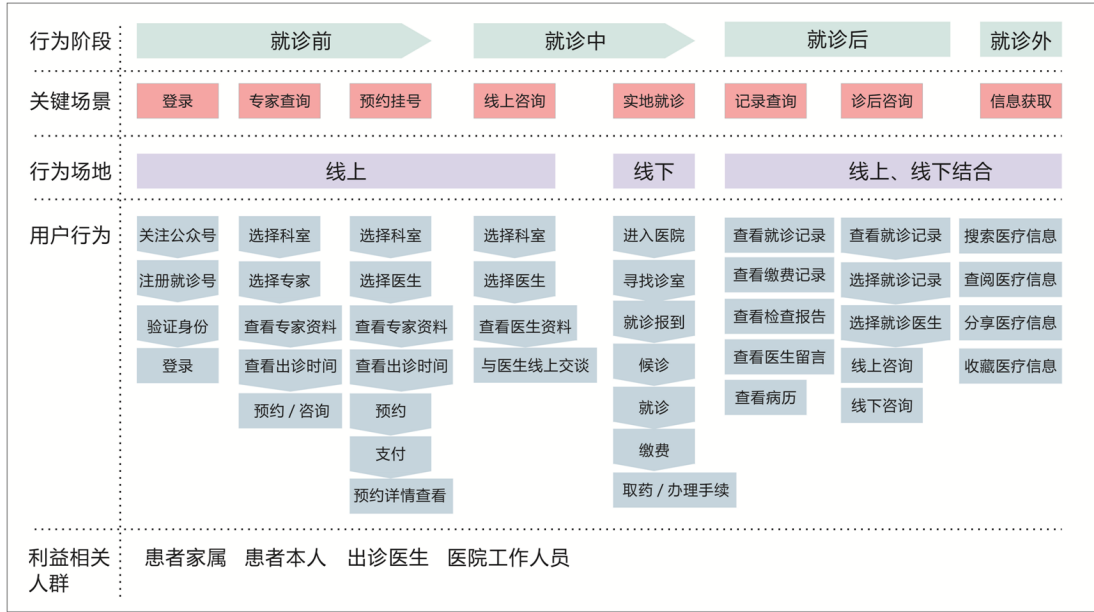 行为阶段
就诊前
就诊中
就诊后
就诊外
关键场景
登录
专家查询
预约挂号
线上咨询
实地就诊
记录查询
诊后咨询
信息获取
行为场地
线上
线下
线上、线下结合
用户行为
关注公众号
注册就诊号
验证身份
登录
选择科室
选择专家
查看专家资料
查看出诊时间
预约 / 咨询
选择科室
选择医生
查看专家资料
查看出诊时间
预约
支付
预约详情查看
选择科室
选择医生
查看医生资料
与医生线上交谈
进入医院
寻找诊室
就诊报到
候诊
就诊
缴费
取药 / 办理手续
查看就诊记录
查看缴费记录
查看检查报告
查看医生留言
查看病历
查看就诊记录
选择就诊记录
选择就诊医生
线上咨询
线下咨询
搜索医疗信息
查阅医疗信息
分享医疗信息
收藏医疗信息
利益相关
人群
患者家属
患者本人
出诊医生
医院工作人员